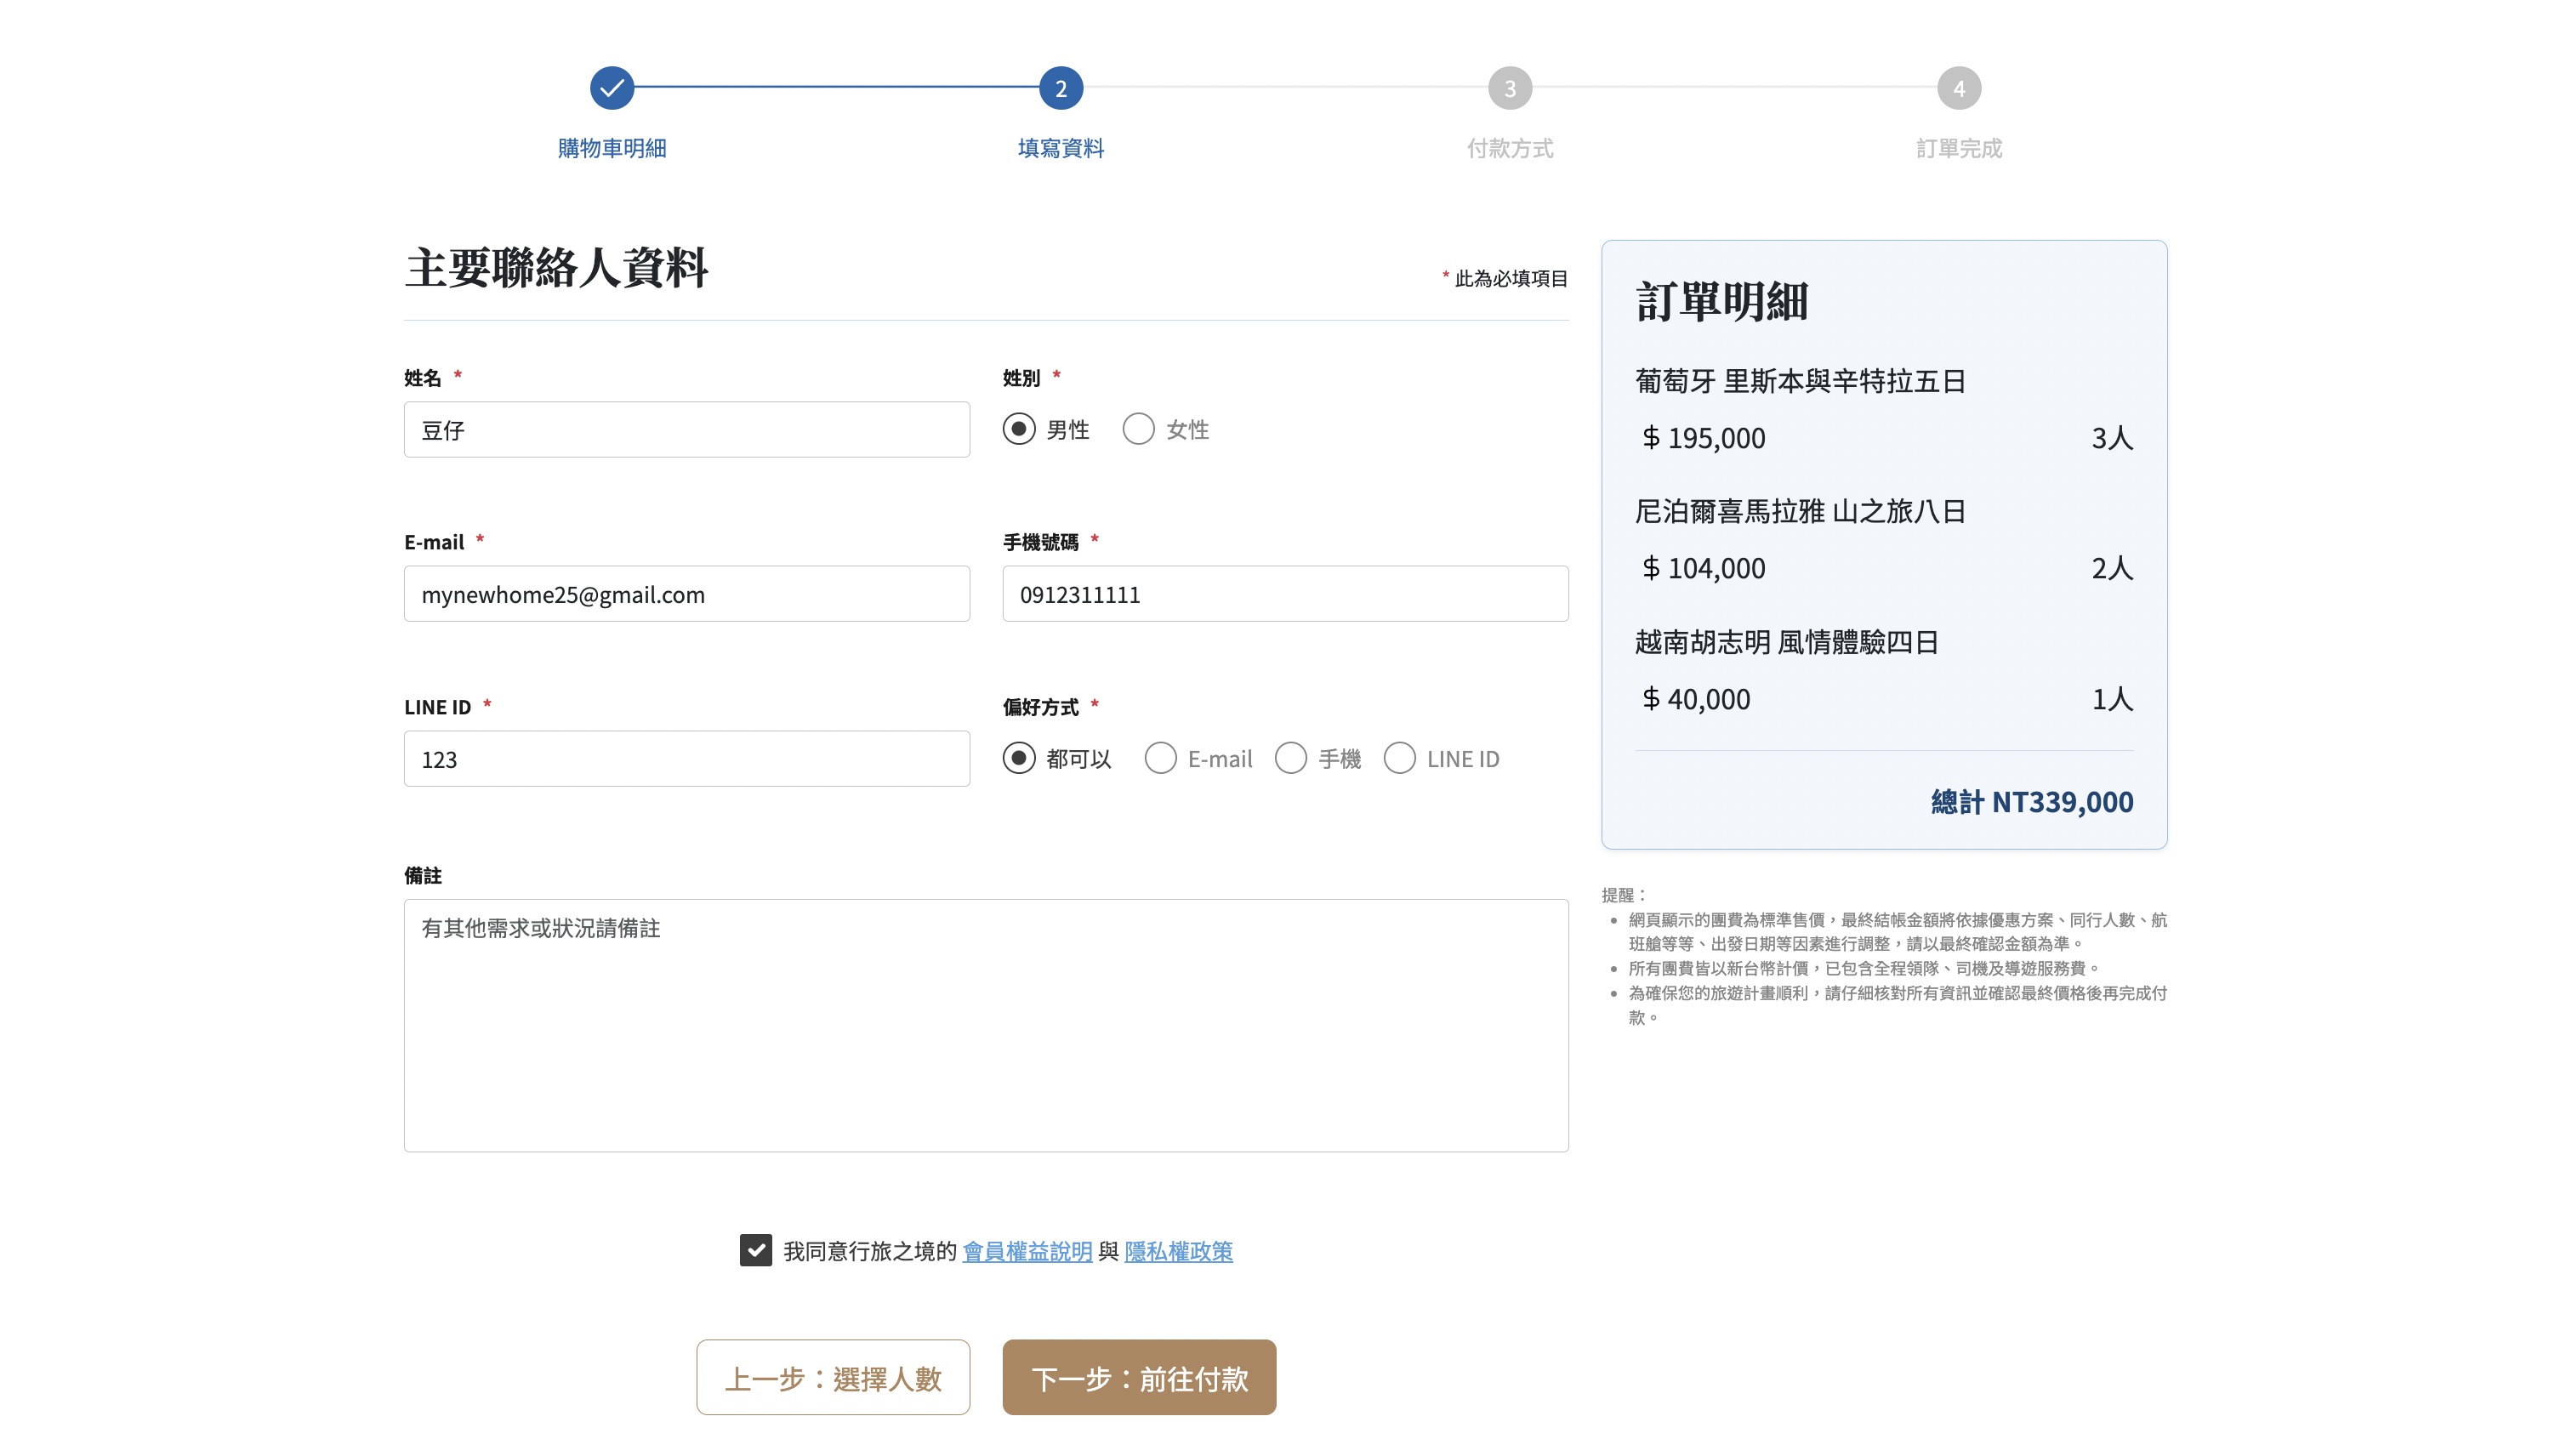 2
3
4
購物車明細
填寫資料
付款方式
訂單完成
主要聯絡人資料
* 此為必填項目
姓名 *
豆仔
姓別 *
男性
女性
E-mail *
mynewhome25@gmail.com
手機號碼 *
0912311111
LINE ID *
123
偏好方式 *
都可以
E-mail
手機
LINE ID
備註
有其他需求或狀況請備註
我同意行旅之境的 會員權益說明 與 隱私權政策
上一步：選擇人數
下一步：前往付款
訂單明細
葡萄牙 里斯本與辛特拉五日
$ 195,000
3人
尼泊爾喜馬拉雅 山之旅八日
$ 104,000
2人
越南胡志明 風情體驗四日
$ 40,000
1人
總計 NT339,000
提醒：
• 網頁顯示的團費為標準售價，最終結帳金額將依據優惠方案、同行人數、航
班艙等等、出發日期等因素進行調整，請以最終確認金額為準。
• 所有團費皆以新台幣計價，已包含全程領隊、司機及導遊服務費。
• 為確保您的旅遊計畫順利，請仔細核對所有資訊並確認最終價格後再完成付
款。